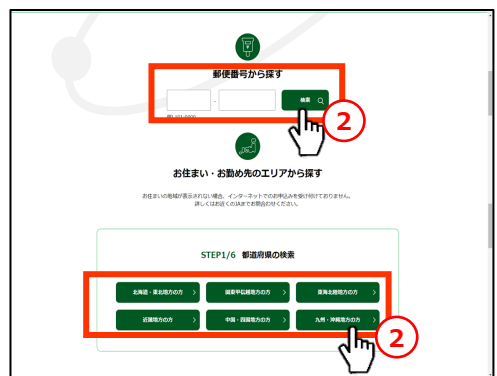 郵便番号から探す
-
検索
例) 101-0000
2
お住まい・お勤め先のエリアから探す
お住まいの地域が表示されない場合、インターネットでのお申込みを受け付けておりません。
詳しくはお近くのJAまでお問合わせください。
STEP1/6 都道府県の検索
北海道・東北地方の方
関東甲信越地方の方
東海北陸地方の方
近畿地方の方
中国・四国地方の方
九州・沖縄地方の方
2